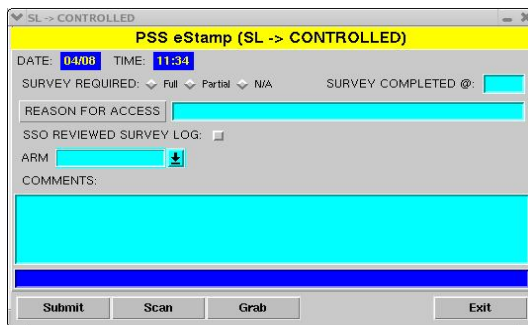 SL -> CONTROLLED
PSS eStamp (SL -> CONTROLLED)
DATE: 04/08 TIME: 11:34
SURVEY REQUIRED: Full Partial N/A SURVEY COMPLETED @:
REASON FOR ACCESS
SSO REVIEWED SURVEY LOG:
ARM
COMMENTS:
Submit Scan Grab Exit